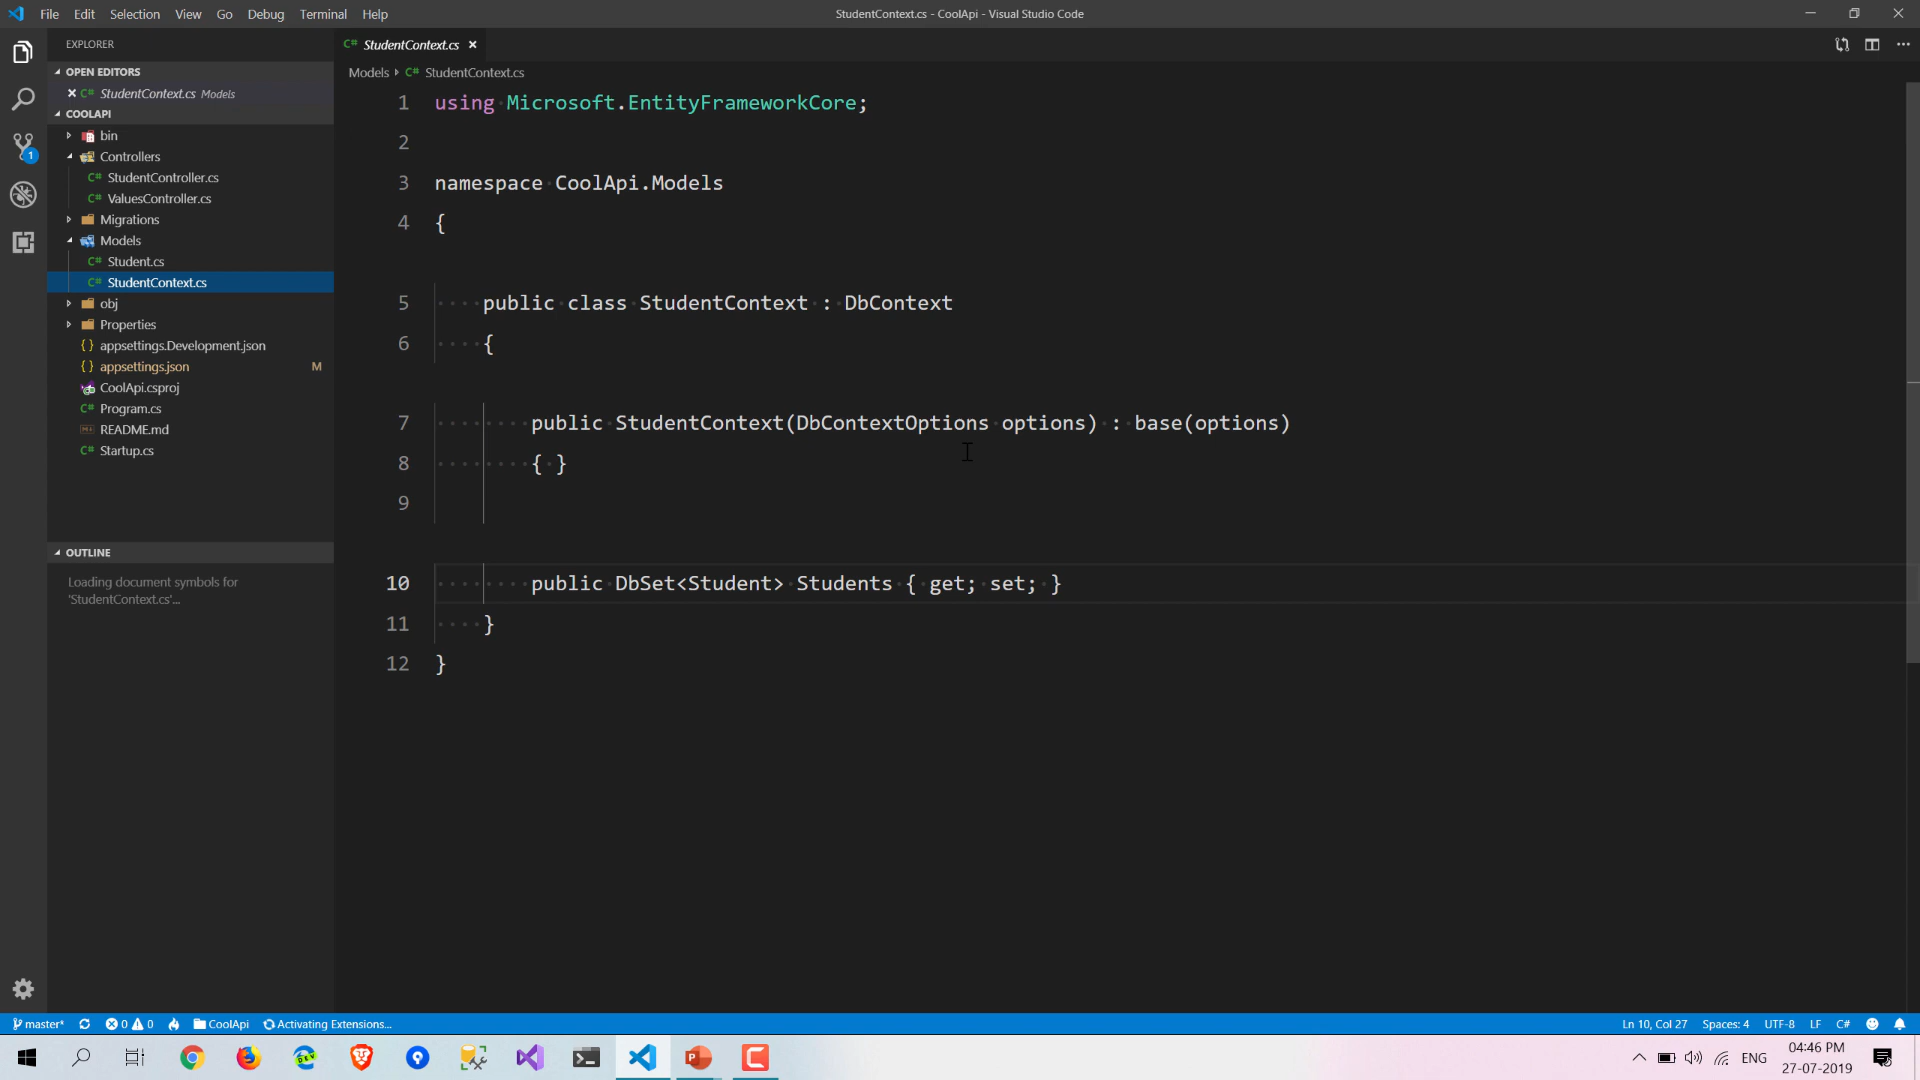 File Edit Selection View Go Debug Terminal Help
StudentContext.cs - CoolApi - Visual Studio Code
EXPLORER
OPEN EDITORS
StudentContext.cs Models
COOLAPI
bin
Controllers
StudentController.cs
ValuesController.cs
Migrations
Models
Student.cs
StudentContext.cs
obj
Properties
appsettings.Development.json
appsettings.json M
CoolApi.csproj
Program.cs
README.md
Startup.cs
OUTLINE
Loading document symbols for
'StudentContext.cs'...
1
StudentContext.cs
Models StudentContext.cs
1 using Microsoft.EntityFrameworkCore;
2
3 namespace CoolApi.Models
4 {
5 public class StudentContext : DbContext
6 {
7 public StudentContext(DbContextOptions options) : base(options)
8 { }
9
10 public DbSet<Student> Students { get; set; }
11 }
12 }
master* 0 0 CoolApi Activating Extensions...
Ln 10, Col 27 Spaces: 4 UTF-8 LF C#
DEV
ENG
04:46 PM
27-07-2019